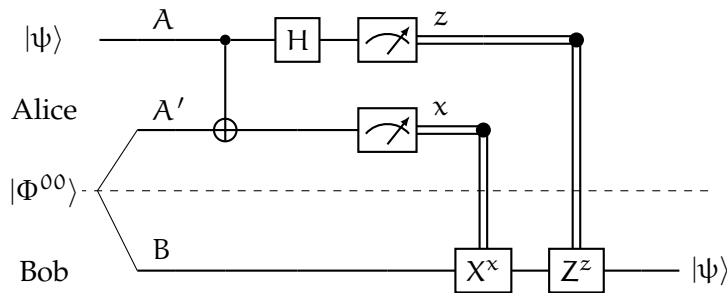 A z
|ψ⟩ H
Alice A′ x
|Φ⁰⁰⟩
B
Bob Xˣ Zᶻ |ψ⟩